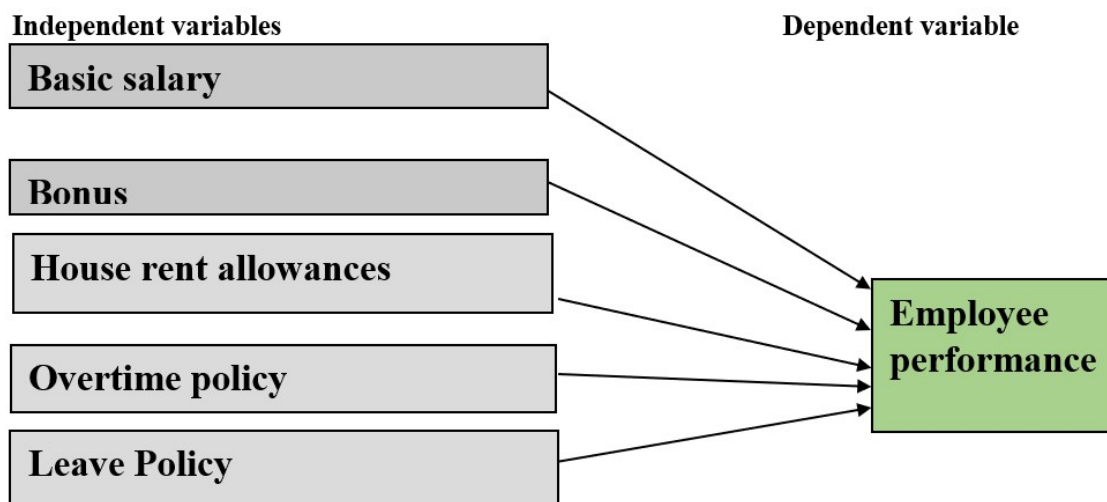 Independent variables
Dependent variable
Basic salary
Bonus
House rent allowances
Overtime policy
Leave Policy
Employee
performance